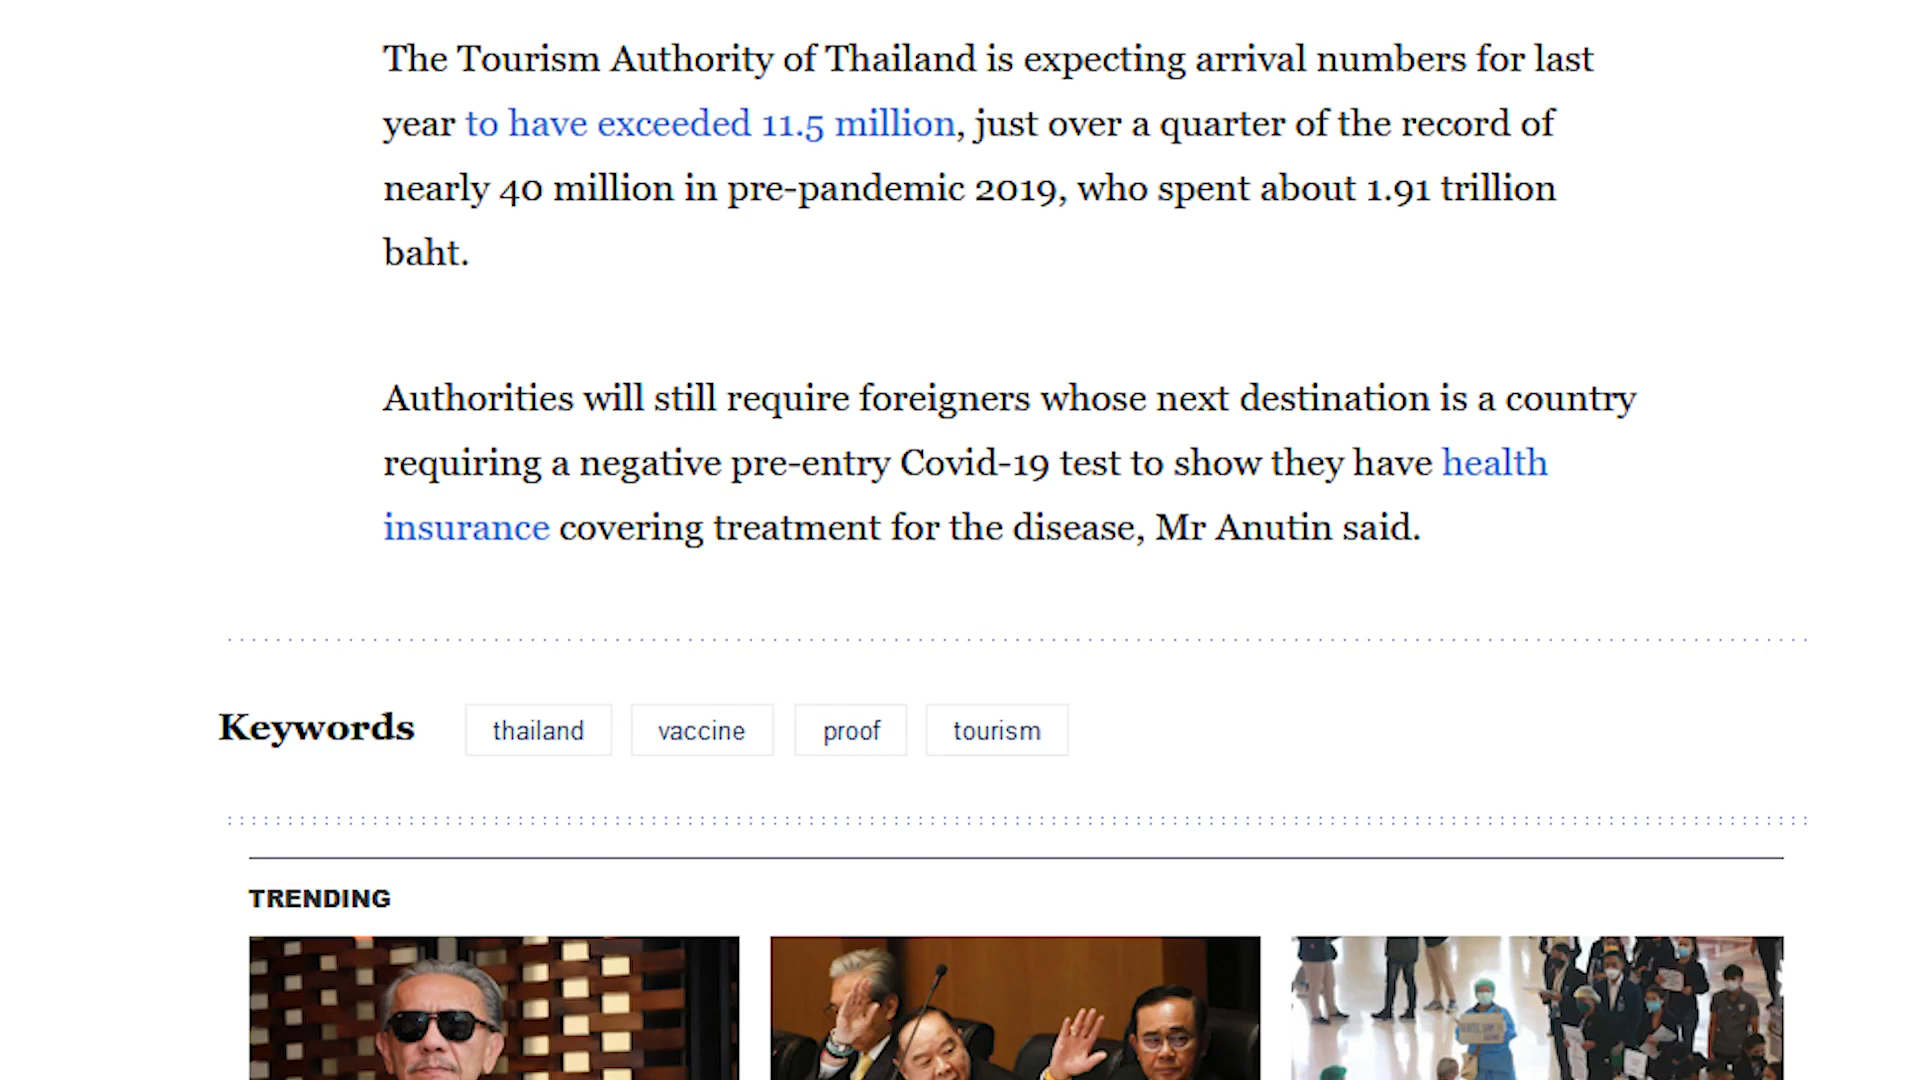 The Tourism Authority of Thailand is expecting arrival numbers for last
year to have exceeded 11.5 million, just over a quarter of the record of
nearly 40 million in pre-pandemic 2019, who spent about 1.91 trillion
baht.
Authorities will still require foreigners whose next destination is a country
requiring a negative pre-entry Covid-19 test to show they have health
insurance covering treatment for the disease, Mr Anutin said.
Keywords thailand vaccine proof tourism
TRENDING